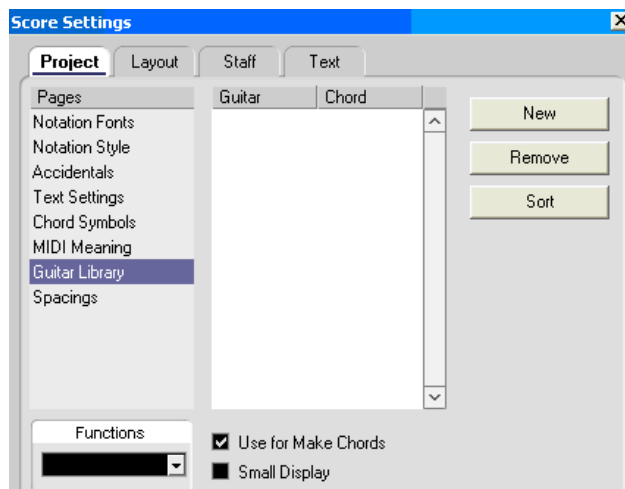 Score Settings
Project Layout Staff Text
Pages
Notation Fonts
Notation Style
Accidentals
Text Settings
Chord Symbols
MIDI Meaning
Guitar Library
Spacings
Guitar Chord
New
Remove
Sort
Functions
Use for Make Chords
Small Display